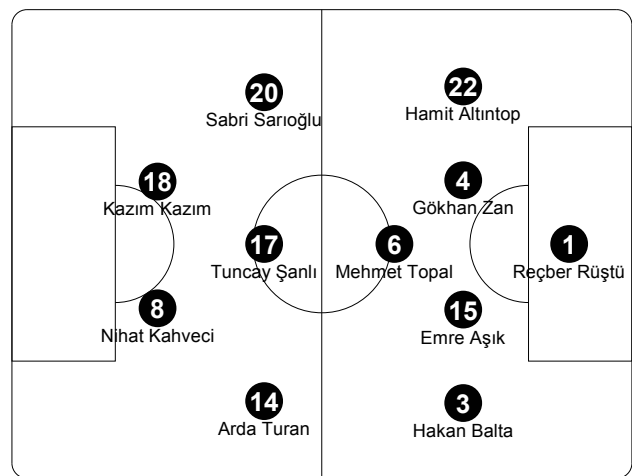 20
Sabri Sarıoğlu
22
Hamit Altıntop
18
Kazım Kazım
4
Gökhan Zan
17
Tuncay Şanlı
6
Mehmet Topal
1
Reçber Rüştü
8
Nihat Kahveci
15
Emre Aşık
14
Arda Turan
3
Hakan Balta